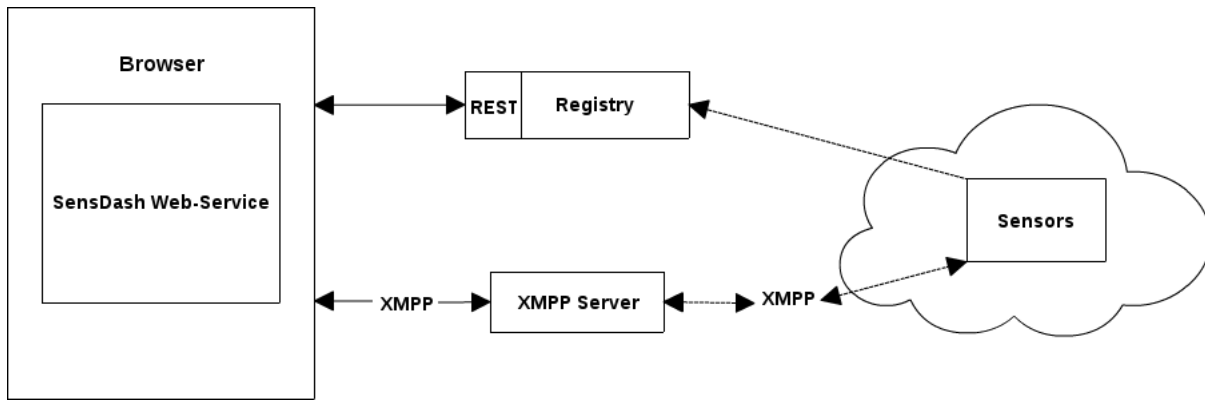 Browser
SensDash Web-Service
REST
Registry
Sensors
XMPP
XMPP Server
XMPP